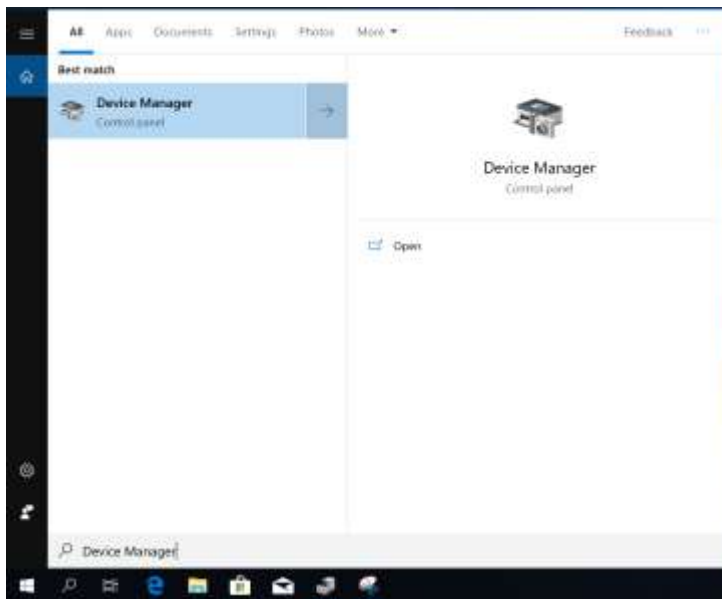 All Apps Documents Settings Photos More Feedback ...
Best match
Device Manager
Control panel
Device Manager
Control panel
Open
Device Manager